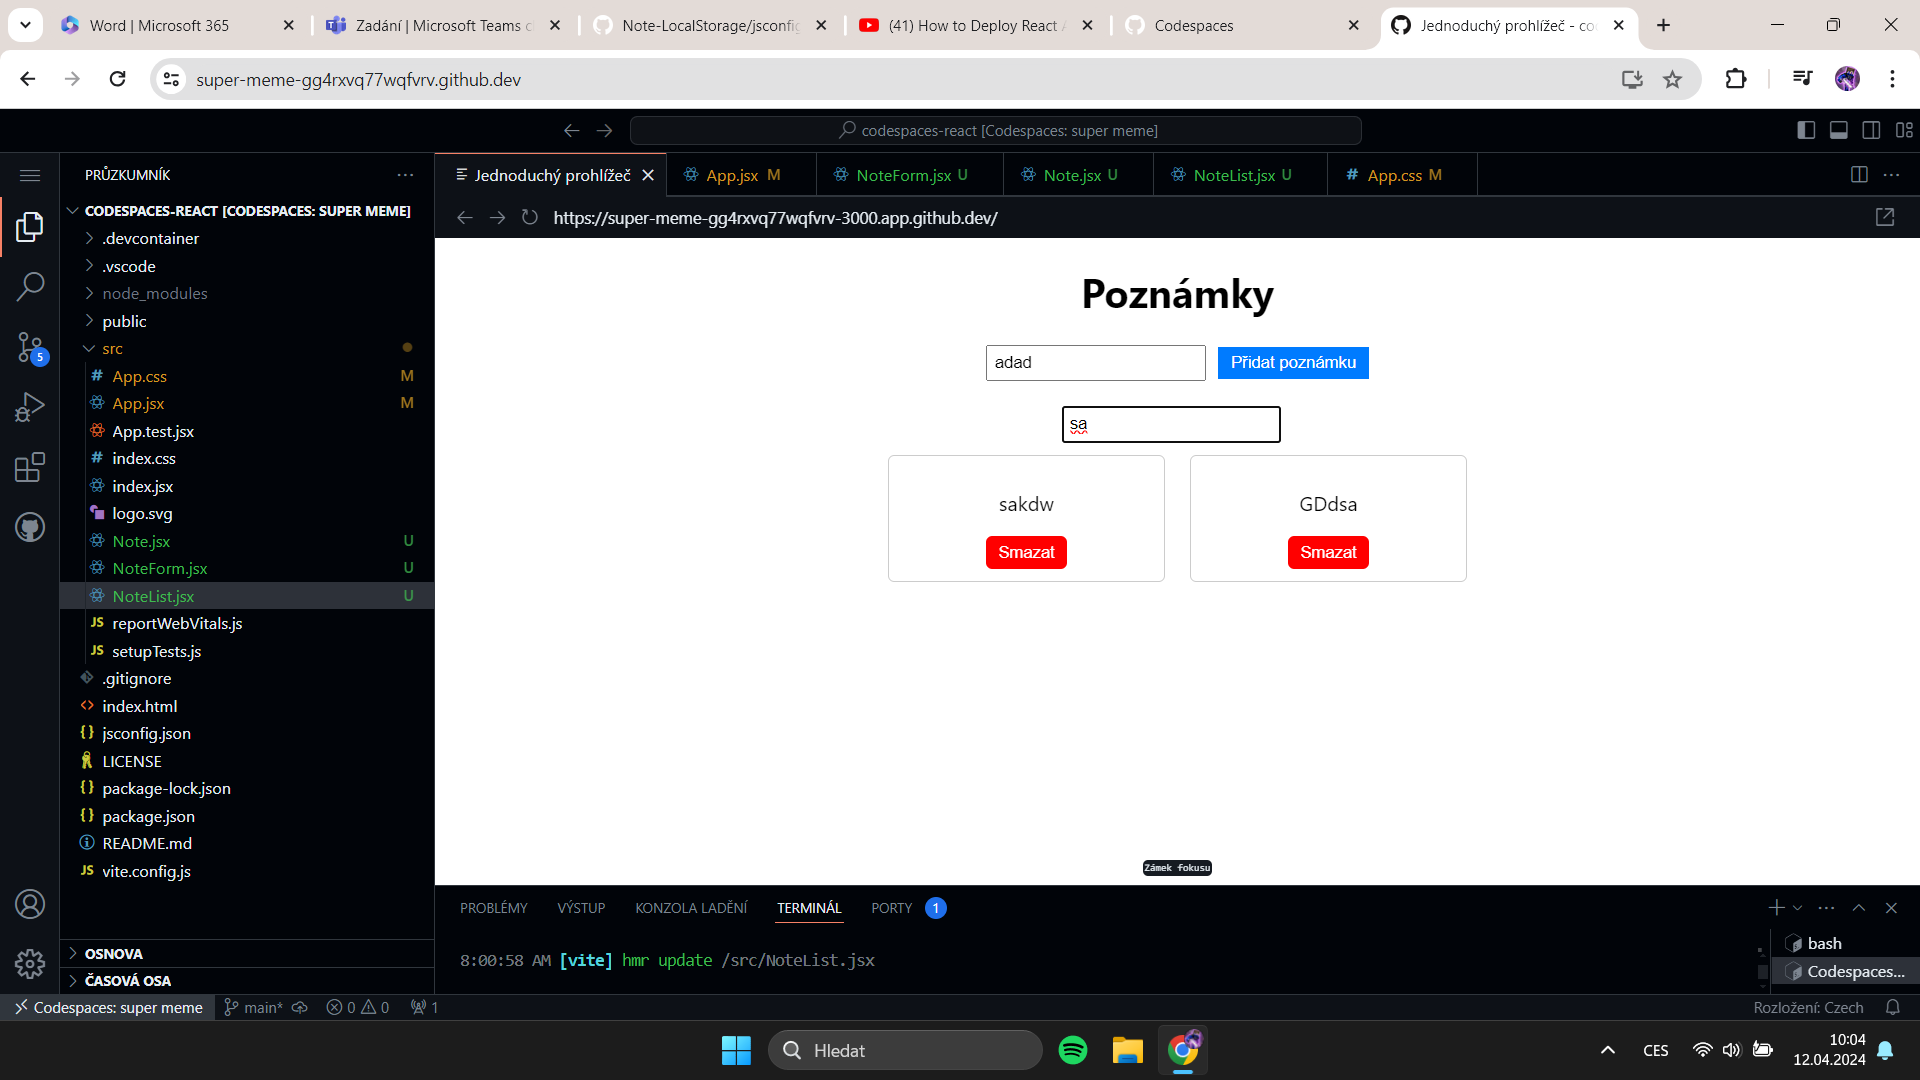 Word | Microsoft 365
Zadání | Microsoft Teams c
Note-LocalStorage/jsconfig
(41) How to Deploy React A
Codespaces
Jednoduchý prohlížeč - co
super-meme-gg4rxvq77wqfvrv.github.dev
codespaces-react [Codespaces: super meme]
PRŮZKUMNÍK
Jednoduchý prohlížeč
App.jsx M
NoteForm.jsx U
Note.jsx U
NoteList.jsx U
# App.css M
CODESPACES-REACT [CODESPACES: SUPER MEME]
https://super-meme-gg4rxvq77wqfvrv-3000.app.github.dev/
.devcontainer
.vscode
node_modules
public
src
# App.css M
App.jsx M
App.test.jsx
# index.css
index.jsx
logo.svg
Note.jsx U
NoteForm.jsx U
NoteList.jsx U
JS reportWebVitals.js
JS setupTests.js
.gitignore
<> index.html
{} jsconfig.json
LICENSE
{} package-lock.json
{} package.json
README.md
JS vite.config.js
OSNOVA
ČASOVÁ OSA
5
Poznámky
adad
Přidat poznámku
sa
sakdw
Smazat
GDdsa
Smazat
Zámek fokusu
PROBLÉMY
VÝSTUP
KONZOLA LADĚNÍ
TERMINÁL
PORTY 1
8:00:58 AM [vite] hmr update /src/NoteList.jsx
bash
Codespaces...
Codespaces: super meme
main*
0
0
1
Rozložení: Czech
Hledat
CES
10:04
12.04.2024